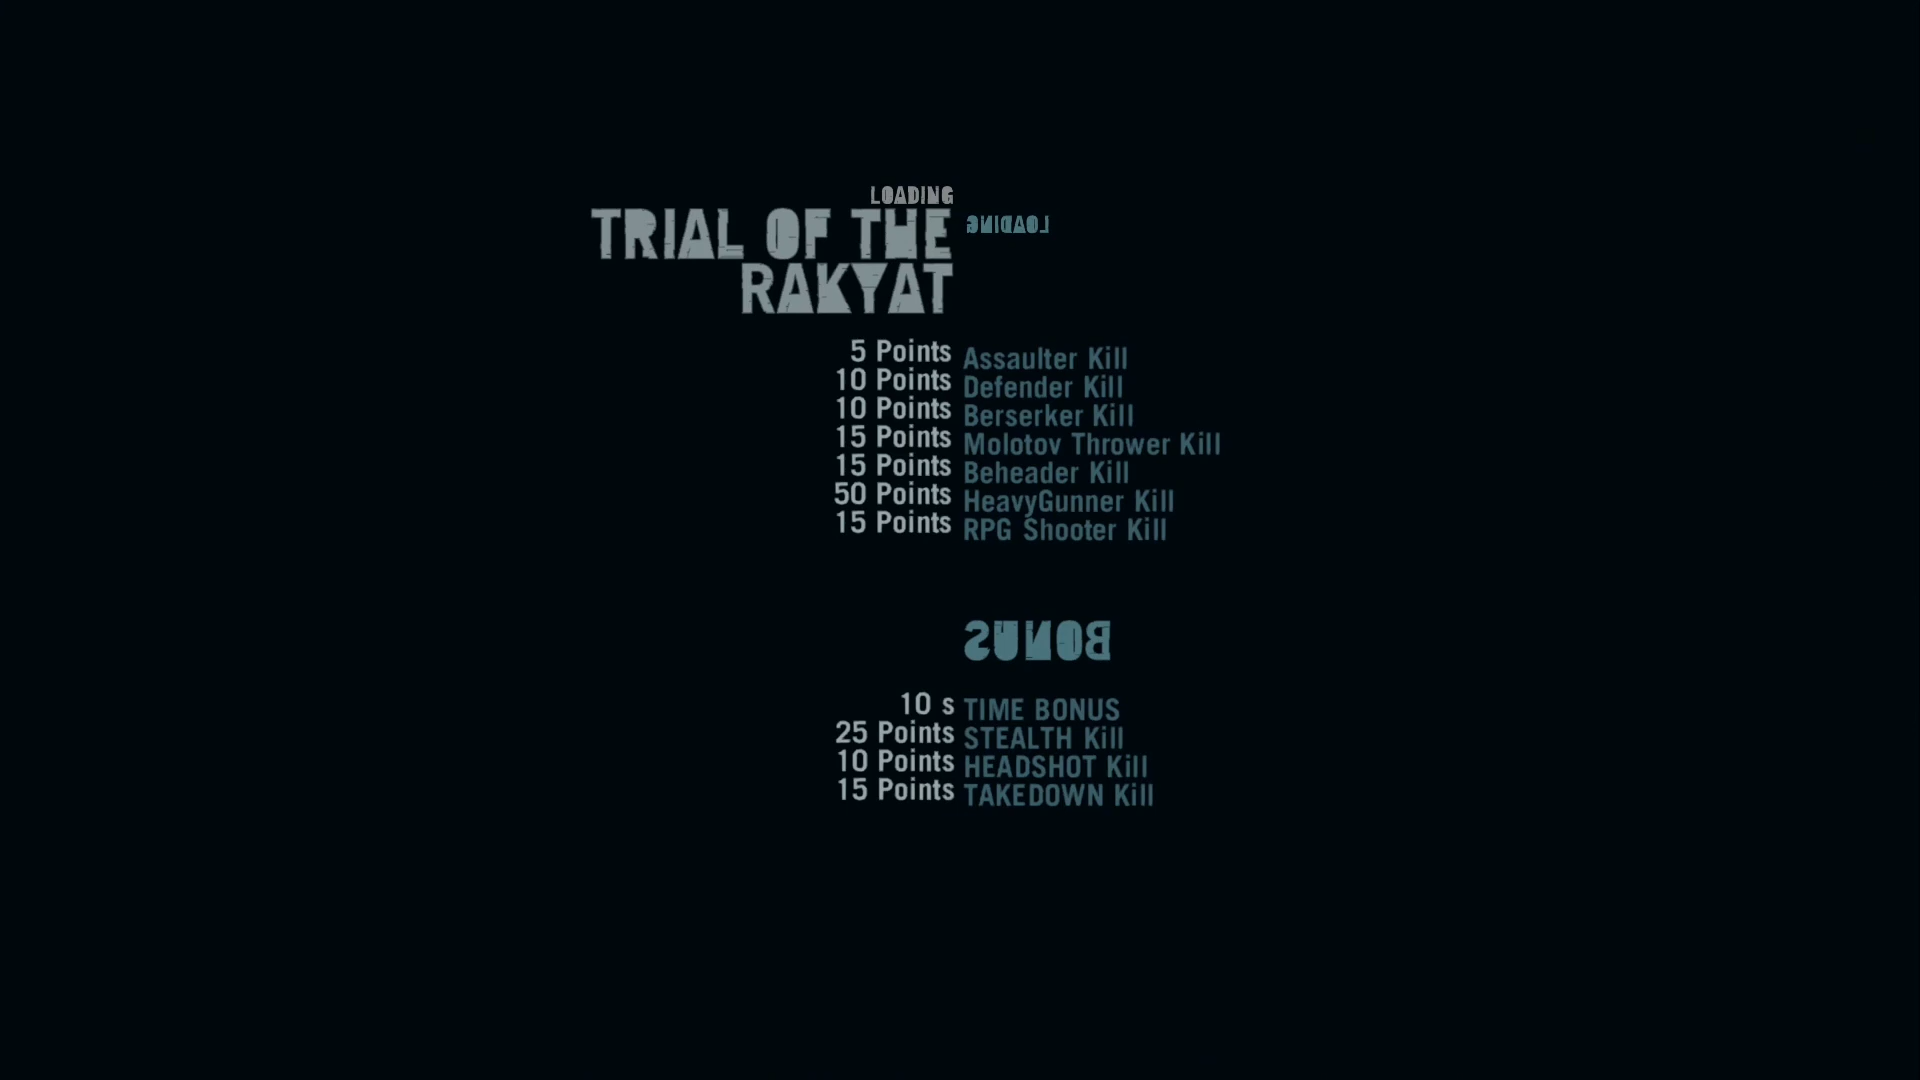 LOADING
TRIAL OF THE
RAKYAT
LOADING
5 Points Assaulter Kill
10 Points Defender Kill
10 Points Berserker Kill
15 Points Molotov Thrower Kill
15 Points Beheader Kill
50 Points HeavyGunner Kill
15 Points RPG Shooter Kill
BONUS
10 s TIME BONUS
25 Points STEALTH Kill
10 Points HEADSHOT Kill
15 Points TAKEDOWN Kill